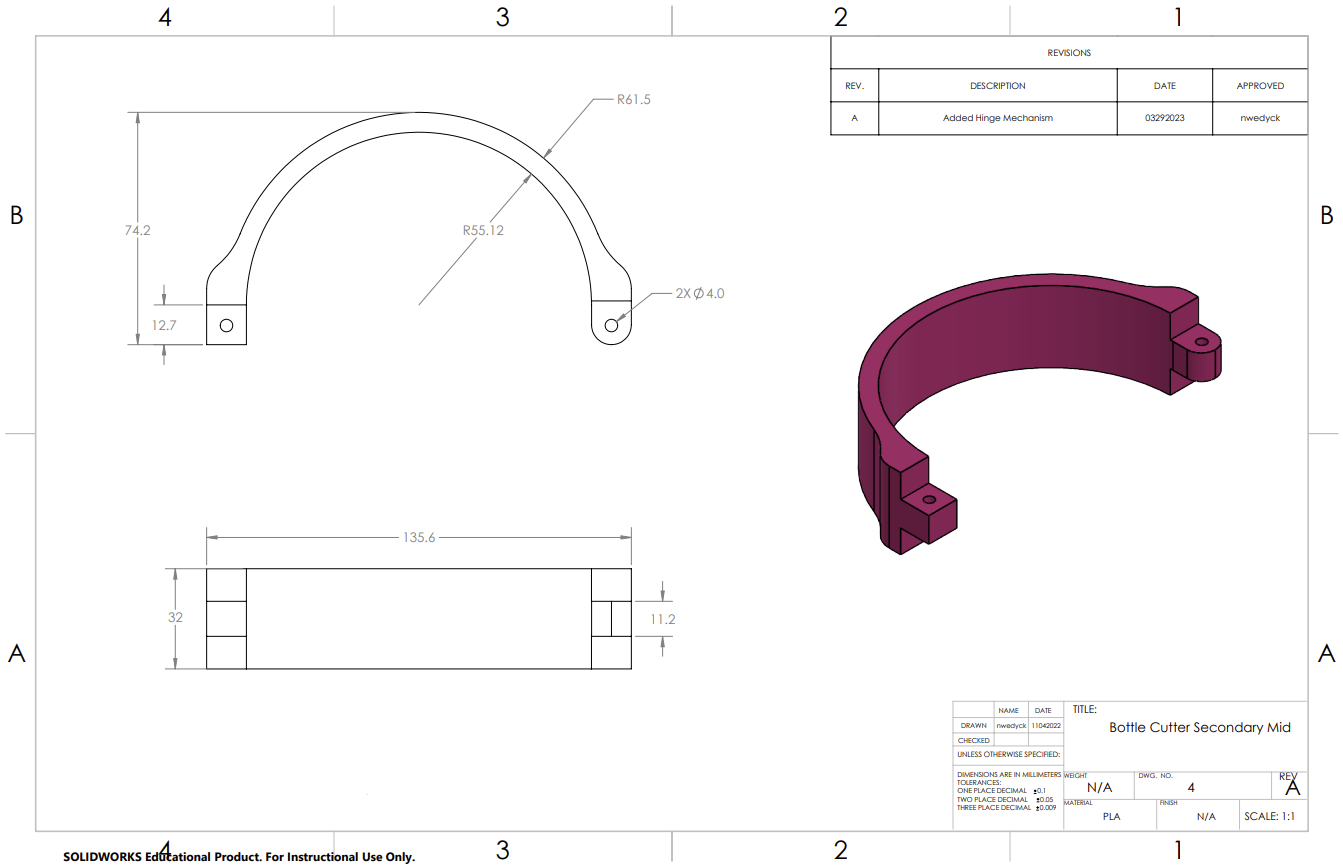 4 3 2 1
REVISIONS
REV. DESCRIPTION DATE APPROVED
A Added Hinge Mechanism 03292023 nwedyck
R61.5
B B
74.2
R55.12
2X Ø 4.0
12.7
135.6
32
11.2
A A
NAME DATE
DRAWN nwedyck 11042022
CHECKED
UNLESS OTHERWISE SPECIFIED:
DIMENSIONS ARE IN MILLIMETERS
TOLERANCES:
ONE PLACE DECIMAL ±0.1
TWO PLACE DECIMAL ±0.05
THREE PLACE DECIMAL ±0.009
TITLE:
Bottle Cutter Secondary Mid
WEIGHT
N/A
DWG. NO.
4
REV
A
MATERIAL
PLA
FINISH
N/A
SCALE: 1:1
4 3 2 1
SOLIDWORKS Educational Product. For Instructional Use Only.